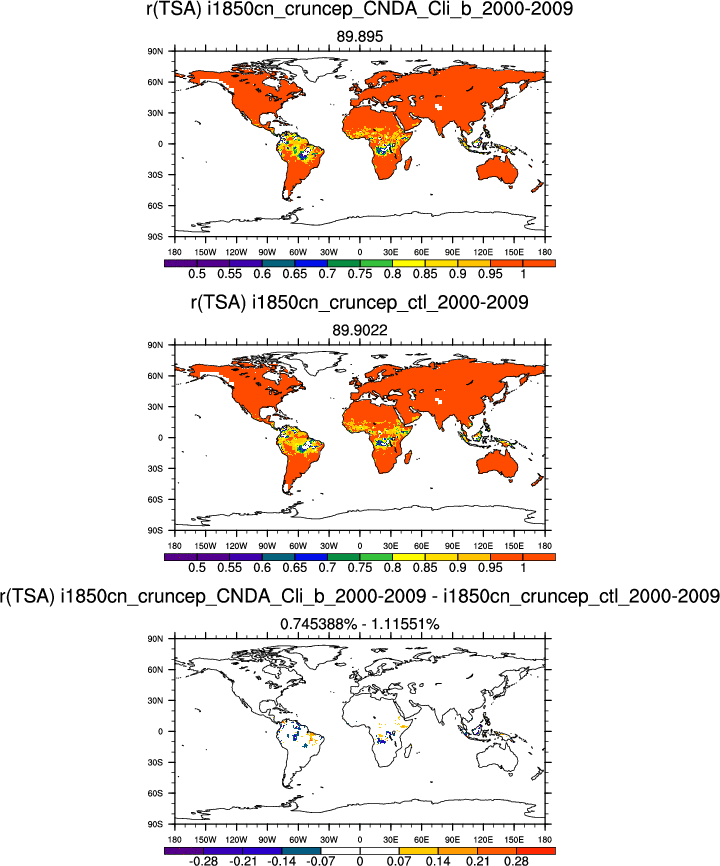 r(TSA) i1850cn_cruncep_CNDA_Cli_b_2000-2009
89.895
90N
60N
30N
0
30S
60S
90S
180 150W 120W 90W 60W 30W 0 30E 60E 90E 120E 150E 180
0.5 0.55 0.6 0.65 0.7 0.75 0.8 0.85 0.9 0.95 1
r(TSA) i1850cn_cruncep_ctl_2000-2009
89.9022
90N
60N
30N
0
30S
60S
90S
180 150W 120W 90W 60W 30W 0 30E 60E 90E 120E 150E 180
0.5 0.55 0.6 0.65 0.7 0.75 0.8 0.85 0.9 0.95 1
r(TSA) i1850cn_cruncep_CNDA_Cli_b_2000-2009 - i1850cn_cruncep_ctl_2000-2009
0.745388% - 1.11551%
90N
60N
30N
0
30S
60S
90S
180 150W 120W 90W 60W 30W 0 30E 60E 90E 120E 150E 180
-0.28 -0.21 -0.14 -0.07 0 0.07 0.14 0.21 0.28